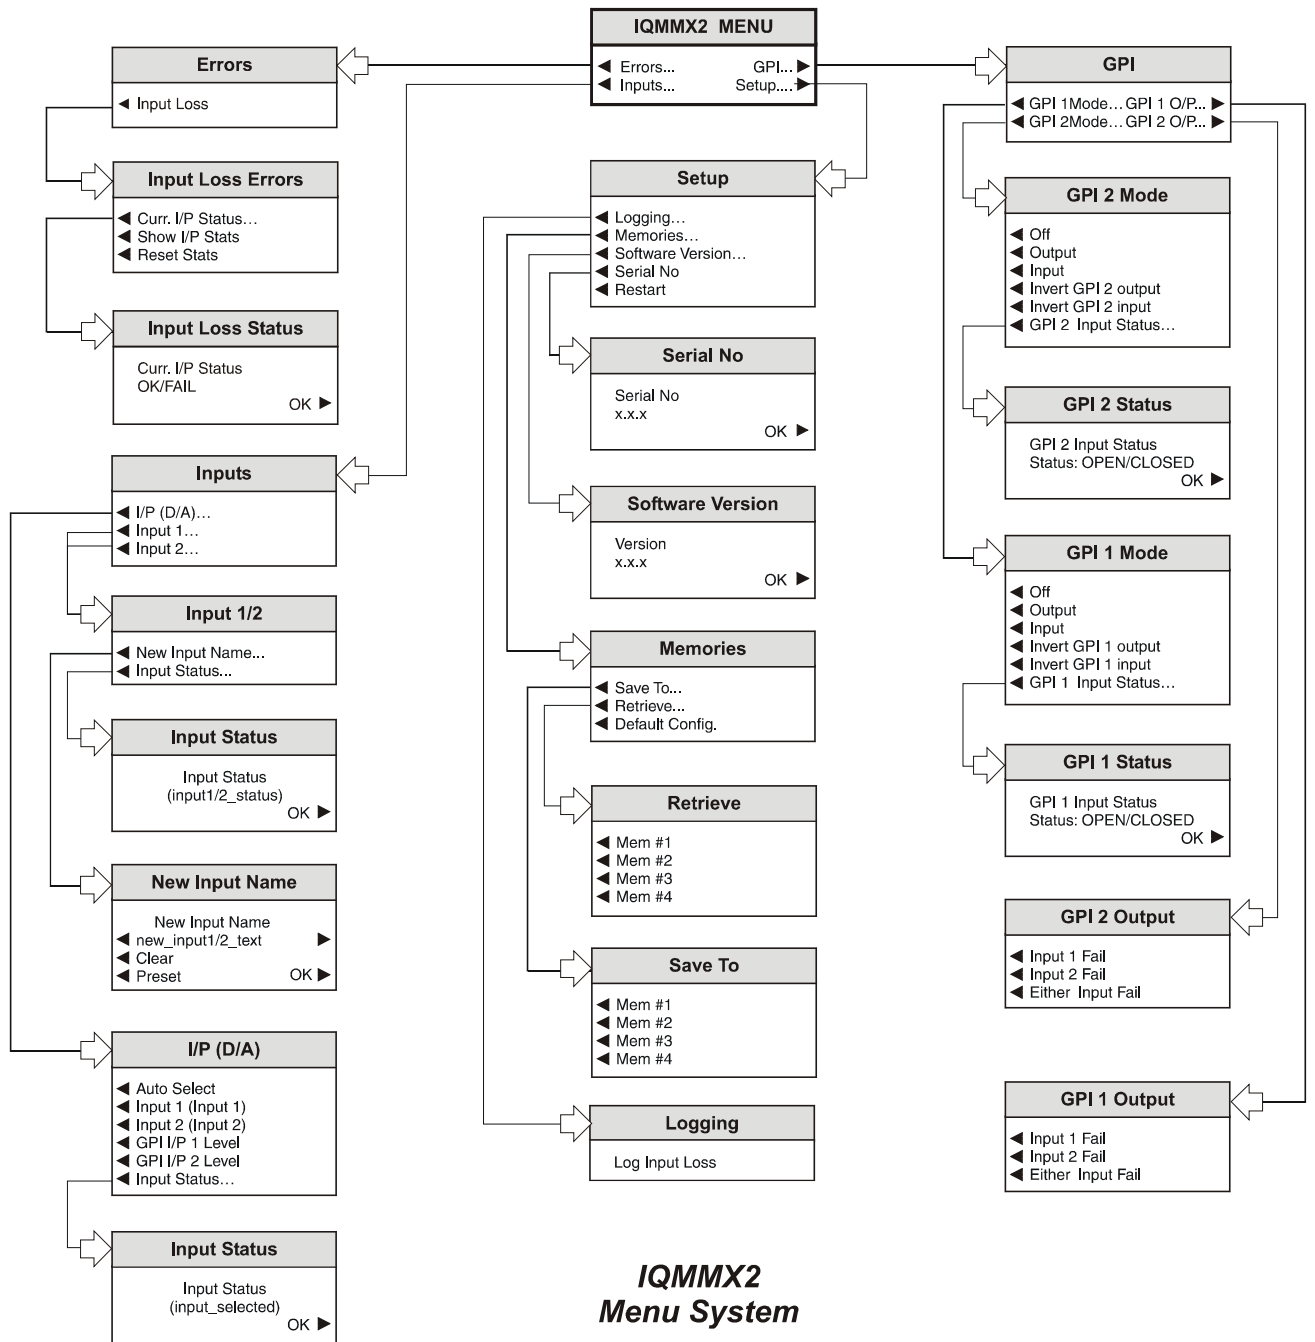 IQMMX2 MENU
Errors... GPI...
Inputs... Setup....
Errors
Input Loss
Input Loss Errors
Curr. I/P Status...
Show I/P Stats
Reset Stats
Input Loss Status
Curr. I/P Status
OK/FAIL
OK
Inputs
I/P (D/A)...
Input 1...
Input 2...
Input 1/2
New Input Name...
Input Status...
Input Status
Input Status
(input1/2_status)
OK
New Input Name
New Input Name
new_input1/2_text
Clear
Preset OK
I/P (D/A)
Auto Select
Input 1 (Input 1)
Input 2 (Input 2)
GPI I/P 1 Level
GPI I/P 2 Level
Input Status...
Input Status
Input Status
(input_selected)
OK
Setup
Logging...
Memories...
Software Version...
Serial No
Restart
Serial No
Serial No
x.x.x
OK
Software Version
Version
x.x.x
OK
Memories
Save To...
Retrieve...
Default Config.
Retrieve
Mem #1
Mem #2
Mem #3
Mem #4
Save To
Mem #1
Mem #2
Mem #3
Mem #4
Logging
Log Input Loss
GPI
GPI 1Mode... GPI 1 O/P...
GPI 2Mode... GPI 2 O/P...
GPI 2 Mode
Off
Output
Input
Invert GPI 2 output
Invert GPI 2 input
GPI 2 Input Status...
GPI 2 Status
GPI 2 Input Status
Status: OPEN/CLOSED
OK
GPI 1 Mode
Off
Output
Input
Invert GPI 1 output
Invert GPI 1 input
GPI 1 Input Status...
GPI 1 Status
GPI 1 Input Status
Status: OPEN/CLOSED
OK
GPI 2 Output
Input 1 Fail
Input 2 Fail
Either Input Fail
GPI 1 Output
Input 1 Fail
Input 2 Fail
Either Input Fail
IQMMX2
Menu System